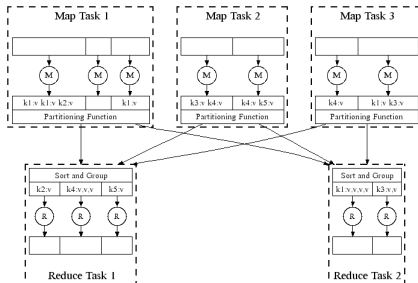 Map Task 1 Map Task 2 Map Task 3
M M M M M M M
k1:v k1:v k2:v k1:v k3:v k4:v k4:v k5:v k4:v k1:v k3:v
Partitioning Function Partitioning Function Partitioning Function
Sort and Group Sort and Group
k2:v k4:v,v,v k5:v k1:v,v,v,v k3:v,v
R R R R R
Reduce Task 1 Reduce Task 2